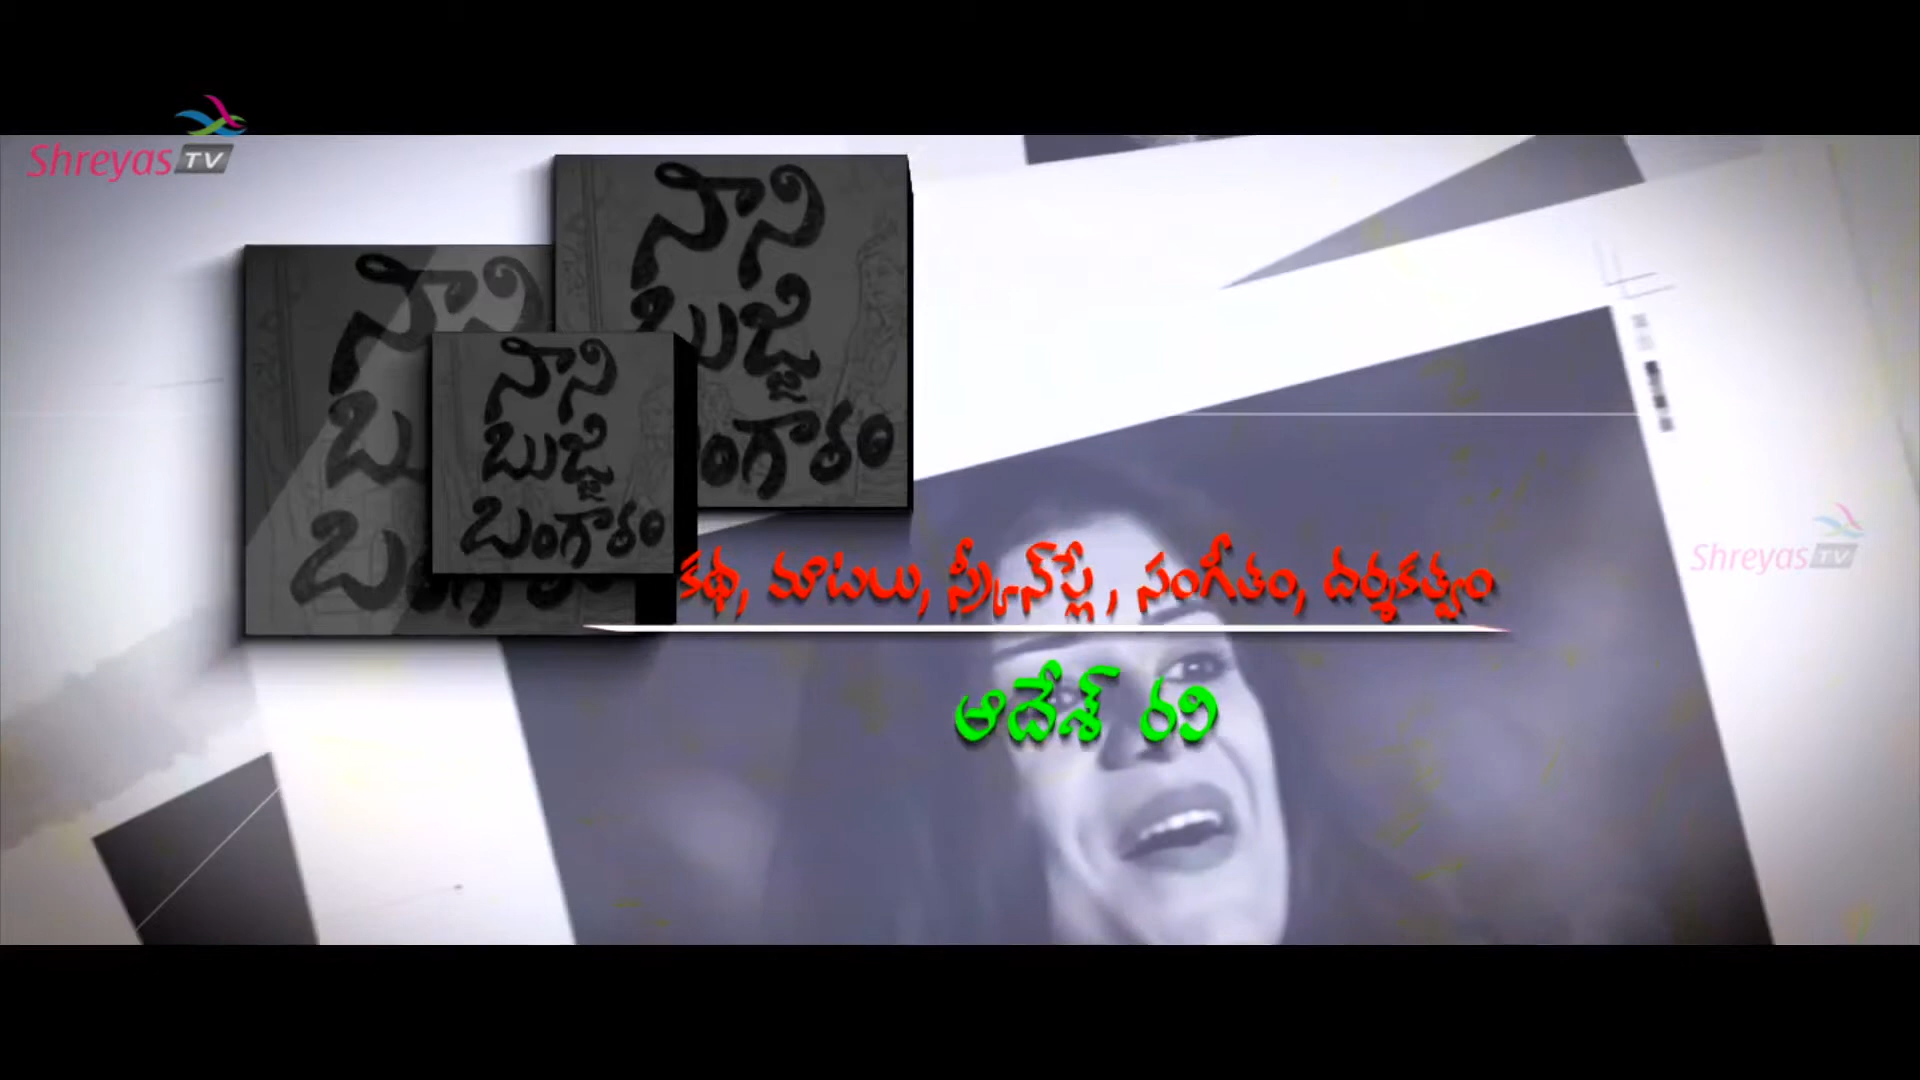 Shreyas TV
నాని
బుజ్జి
బంగారం
నాని
బు
బం
నాని
బుజ్జి
బంగారం
కథ, మాటలు, స్క్రీన్‌ప్లే, సంగీతం, దర్శకత్వం
ఆదేశ్ రవి
Shreyas TV